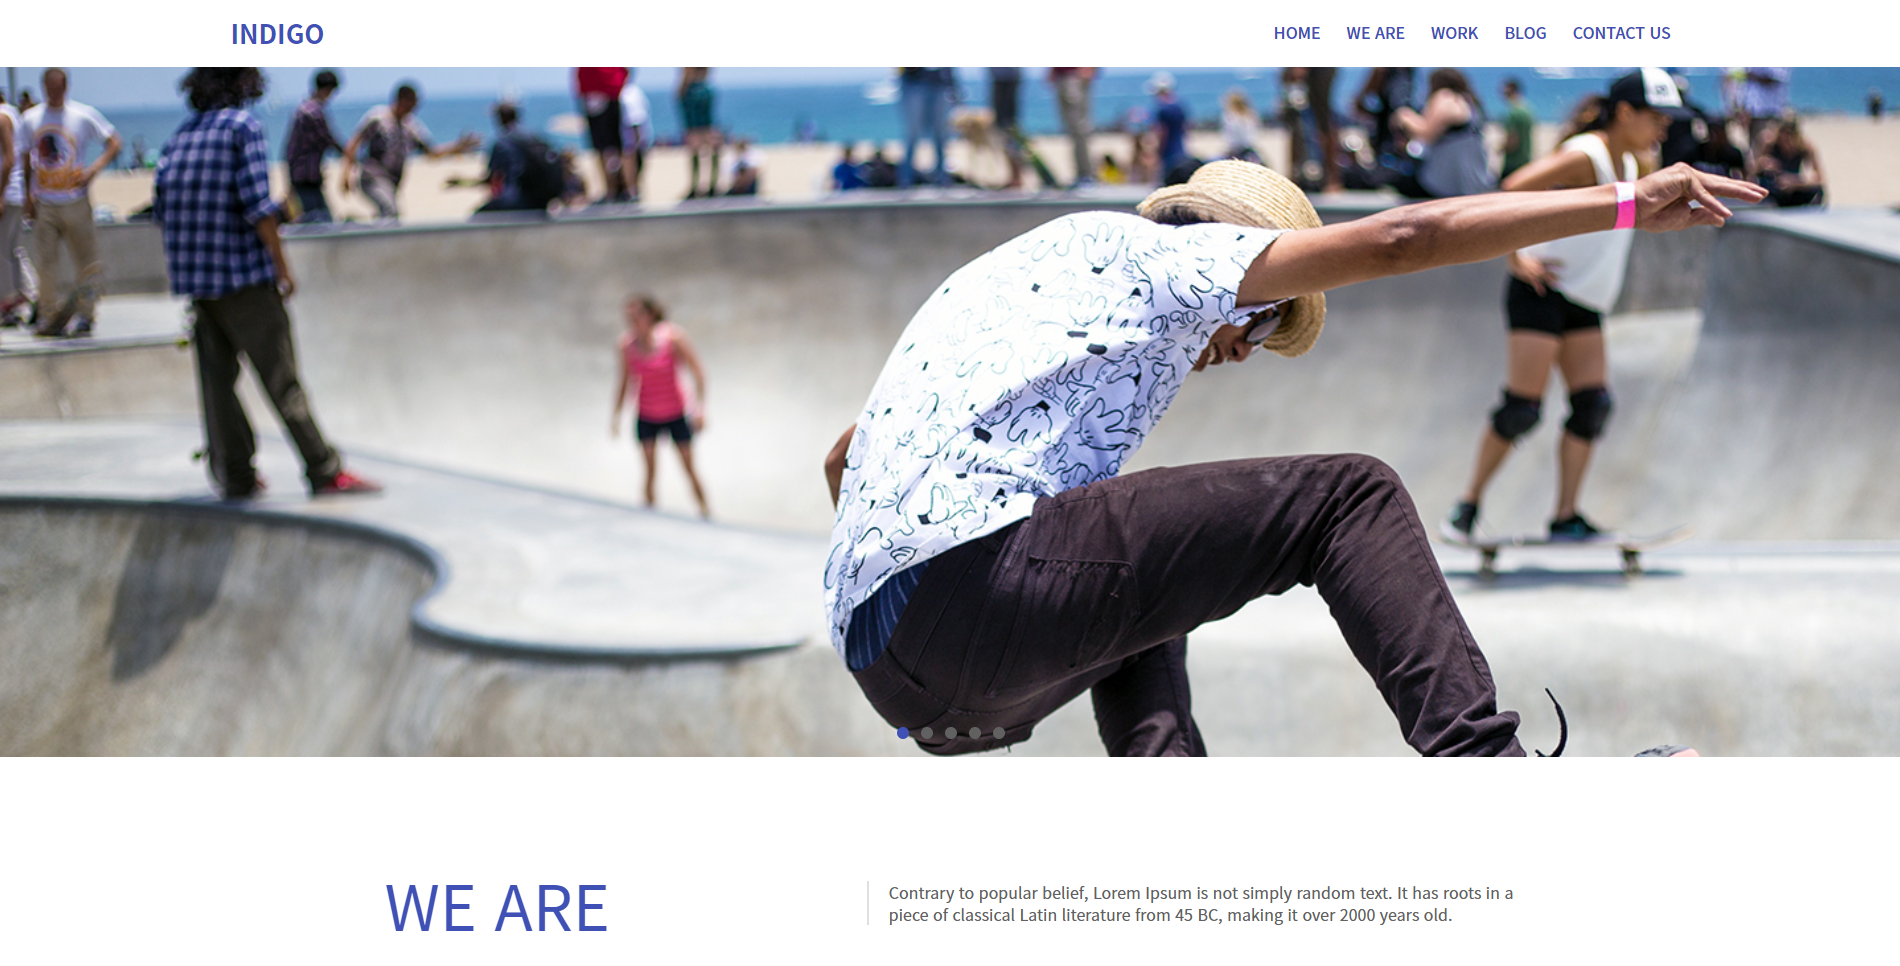 INDIGO
HOME WE ARE WORK BLOG CONTACT US
WE ARE
Contrary to popular belief, Lorem Ipsum is not simply random text. It has roots in a
piece of classical Latin literature from 45 BC, making it over 2000 years old.